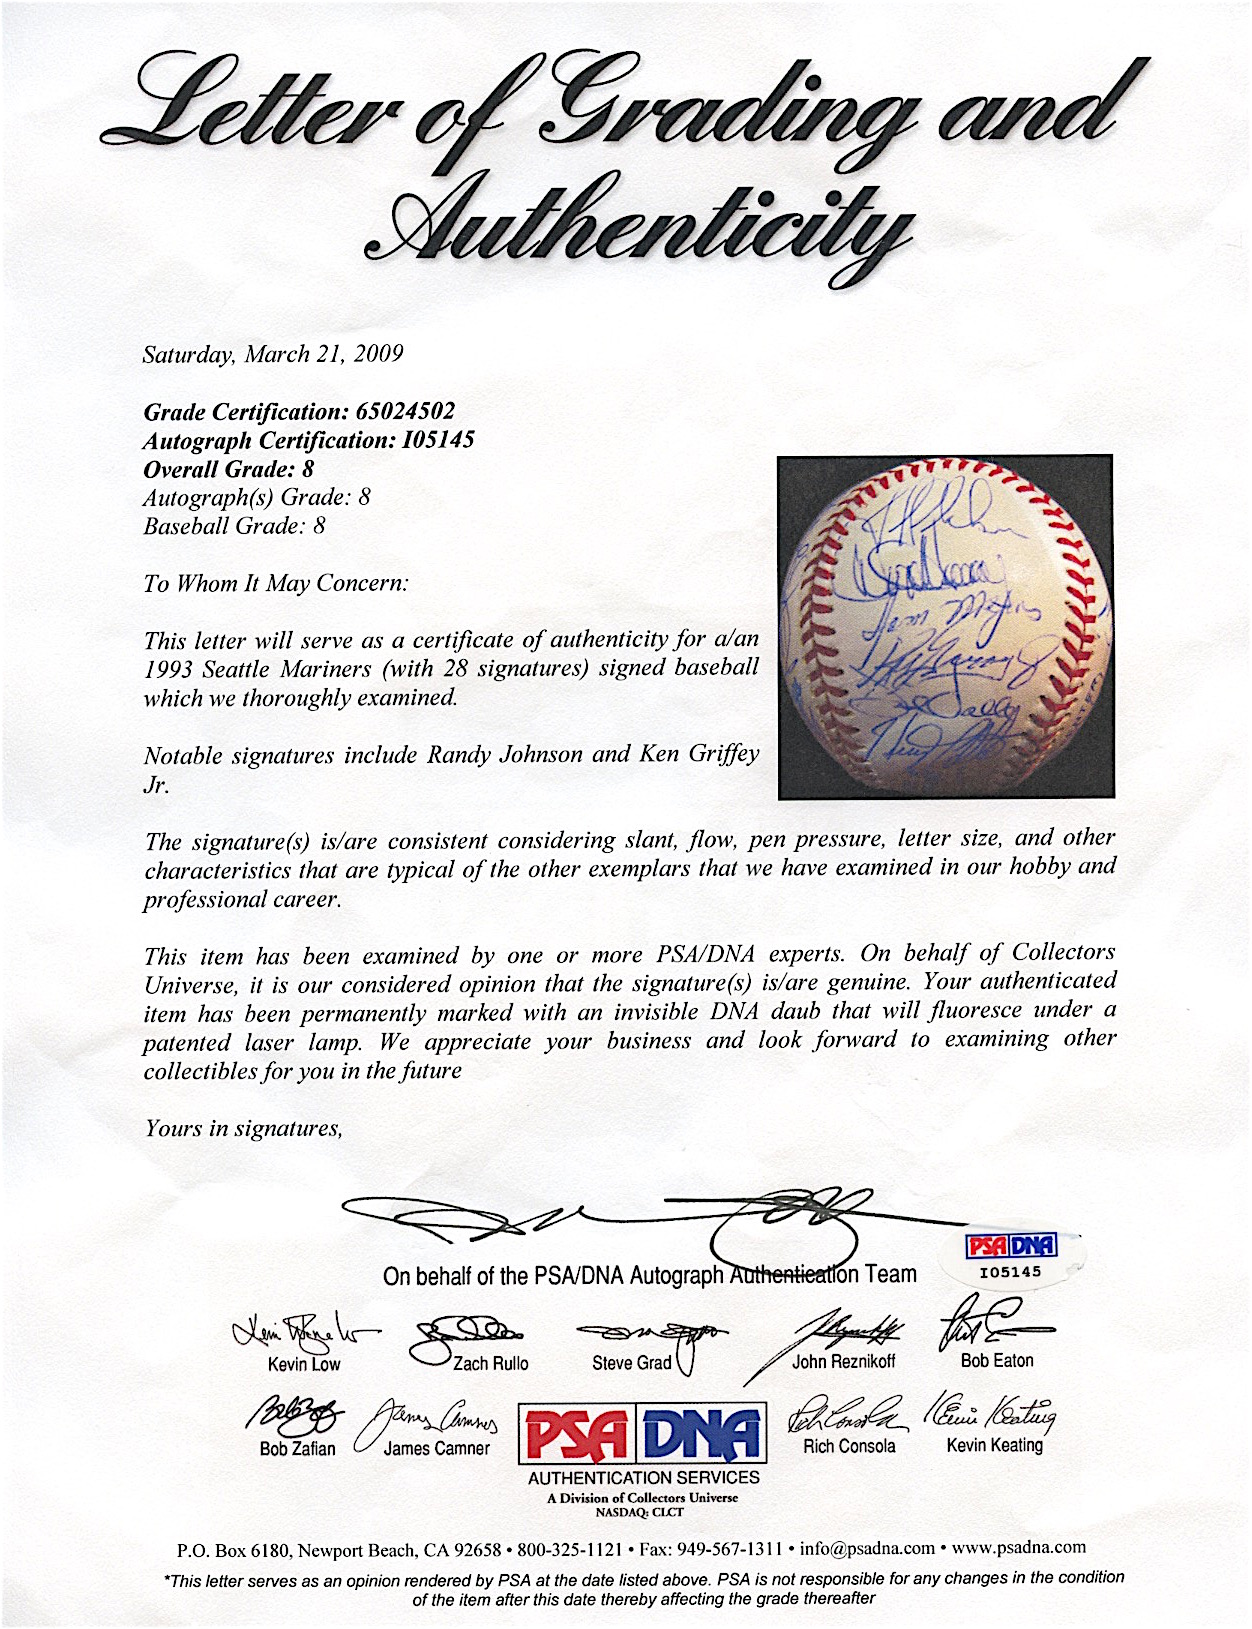 Letter of Grading and
Authenticity
Saturday, March 21, 2009
Grade Certification: 65024502
Autograph Certification: I05145
Overall Grade: 8
Autograph(s) Grade: 8
Baseball Grade: 8
To Whom It May Concern:
This letter will serve as a certificate of authenticity for a/an
1993 Seattle Mariners (with 28 signatures) signed baseball
which we thoroughly examined.
Notable signatures include Randy Johnson and Ken Griffey
Jr.
The signature(s) is/are consistent considering slant, flow, pen pressure, letter size, and other
characteristics that are typical of the other exemplars that we have examined in our hobby and
professional career.
This item has been examined by one or more PSA/DNA experts. On behalf of Collectors
Universe, it is our considered opinion that the signature(s) is/are genuine. Your authenticated
item has been permanently marked with an invisible DNA daub that will fluoresce under a
patented laser lamp. We appreciate your business and look forward to examining other
collectibles for you in the future
Yours in signatures,
PSA DNA
I05145
On behalf of the PSA/DNA Autograph Authentication Team
Kevin Low
Zach Rullo
Steve Grad
John Reznikoff
Bob Eaton
James Camner
Kevin Keating
Bob Zafian
James Camner
PSA DNA
Rich Consola
Kevin Keating
AUTHENTICATION SERVICES
A Division of Collectors Universe
NASDAQ: CLCT
P.O. Box 6180, Newport Beach, CA 92658 • 800-325-1121 • Fax: 949-567-1311 • info@psadna.com • www.psadna.com
*This letter serves as an opinion rendered by PSA at the date listed above. PSA is not responsible for any changes in the condition
of the item after this date thereby affecting the grade thereafter